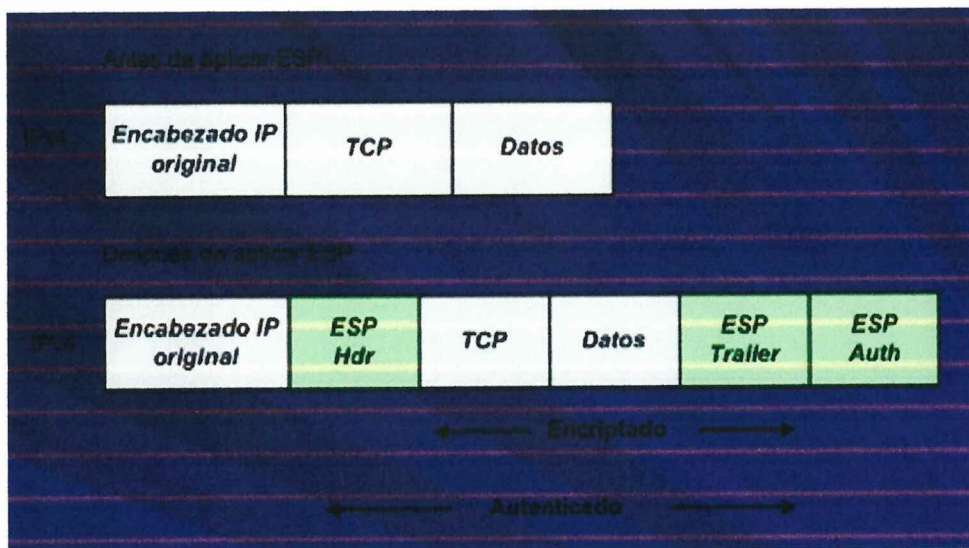 Antes de aplicar ESP
IPv4
Encabezado IP original
TCP
Datos
Después de aplicar ESP
Encabezado IP original
ESP Hdr
TCP
Datos
ESP Trailer
ESP Auth
Encriptado
Autenticado